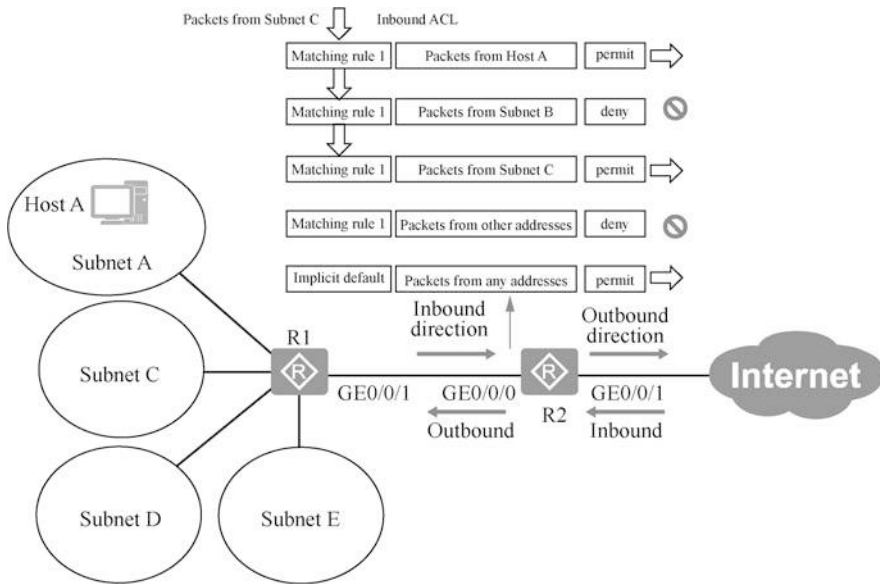 Packets from Subnet C Inbound ACL
Matching rule 1 Packets from Host A permit
Matching rule 1 Packets from Subnet B deny
Matching rule 1 Packets from Subnet C permit
Matching rule 1 Packets from other addresses deny
Implicit default Packets from any addresses permit
Host A
Subnet A
Subnet C
Subnet D
Subnet E
R1
R
GE0/0/1
Inbound
direction
GE0/0/0
Outbound
R
R2
Outbound
direction
GE0/0/1
Inbound
Internet